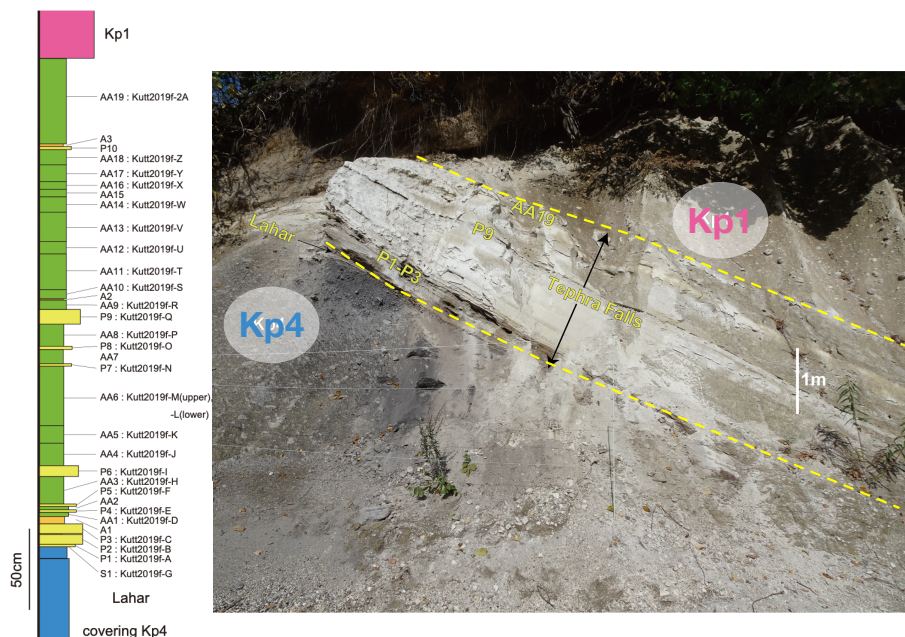 Kp1
AA19 : Kutt2019f-2A
A3
P10
AA18 : Kutt2019f-Z
AA17 : Kutt2019f-Y
AA16 : Kutt2019f-X
AA15
AA14 : Kutt2019f-W
AA13 : Kutt2019f-V
AA12 : Kutt2019f-U
AA11 : Kutt2019f-T
AA10 : Kutt2019f-S
A2
AA9 : Kutt2019f-R
P9 : Kutt2019f-Q
AA8 : Kutt2019f-P
P8 : Kutt2019f-O
AA7
P7 : Kutt2019f-N
AA6 : Kutt2019f-M(upper),
-L(lower)
AA5 : Kutt2019f-K
AA4 : Kutt2019f-J
P6 : Kutt2019f-I
AA3 : Kutt2019f-H
P5 : Kutt2019f-F
AA2
P4 : Kutt2019f-E
AA1 : Kutt2019f-D
A1
P3 : Kutt2019f-C
P2 : Kutt2019f-B
P1 : Kutt2019f-A
S1 : Kutt2019f-G
50cm
Lahar
covering Kp4
AA19
Kp1
P9
Lahar
P1-P3
Tephra Falls
Kp4
1m